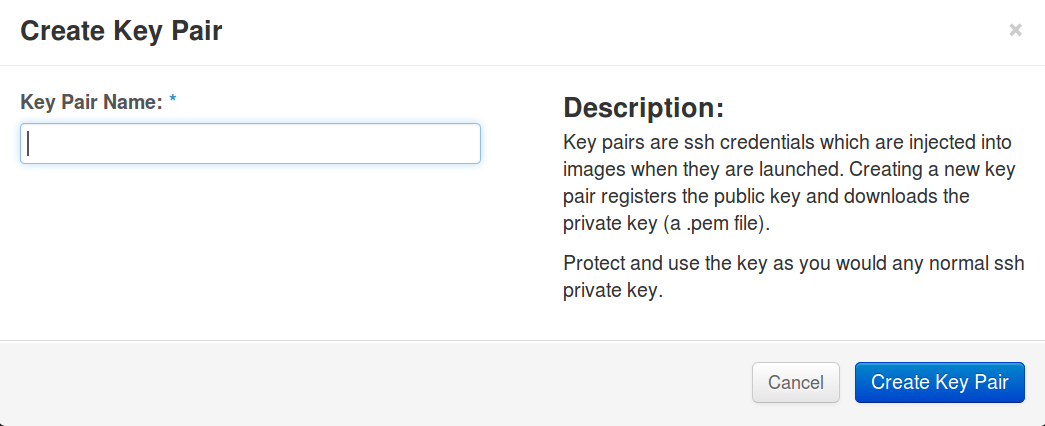 Create Key Pair
×
Key Pair Name: *
Description:
Key pairs are ssh credentials which are injected into
images when they are launched. Creating a new key
pair registers the public key and downloads the
private key (a .pem file).
Protect and use the key as you would any normal ssh
private key.
Cancel
Create Key Pair